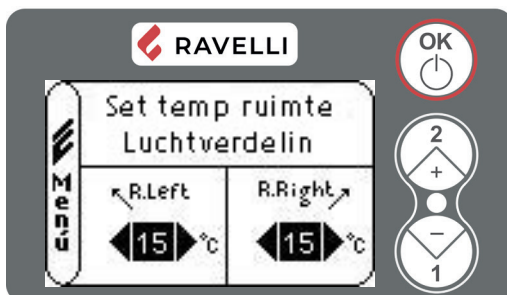 RAVELLI
OK
Set temp ruimte
Luchtverdelin
Menú
R.Left
R.Right
15 °c
15 °c
2
+
−
1